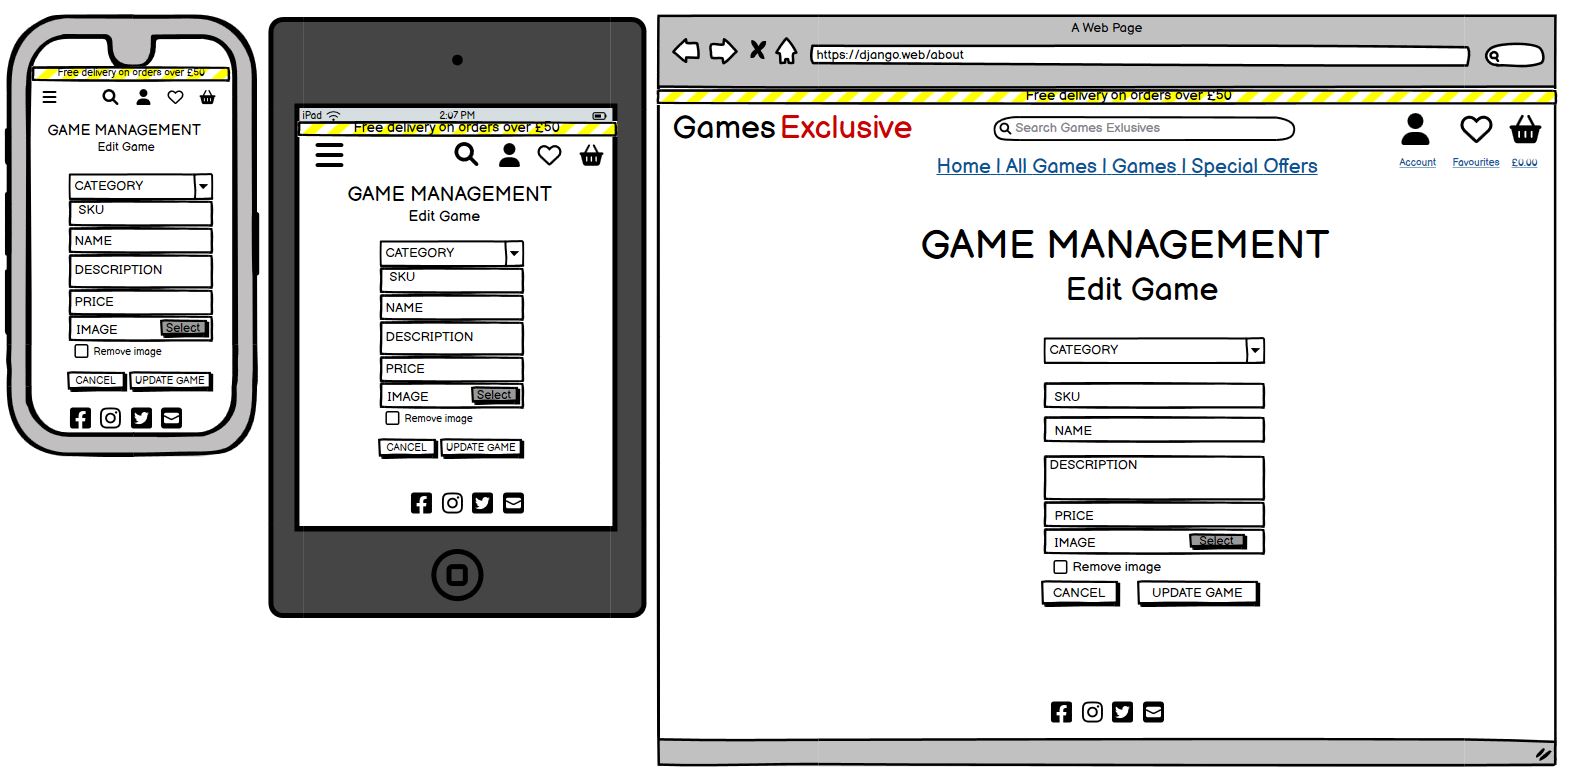 Free delivery on orders over £50
GAME MANAGEMENT
Edit Game
CATEGORY
SKU
NAME
DESCRIPTION
PRICE
IMAGE Select
Remove image
CANCEL UPDATE GAME
iPad 2:07 PM
Free delivery on orders over £50
GAME MANAGEMENT
Edit Game
CATEGORY
SKU
NAME
DESCRIPTION
PRICE
IMAGE Select
Remove image
CANCEL UPDATE GAME
A Web Page
https://django.web/about
Free delivery on orders over £50
Games Exclusive
Search Games Exlusives
Account Favourites £0.00
Home | All Games | Games | Special Offers
GAME MANAGEMENT
Edit Game
CATEGORY
SKU
NAME
DESCRIPTION
PRICE
IMAGE Select
Remove image
CANCEL UPDATE GAME